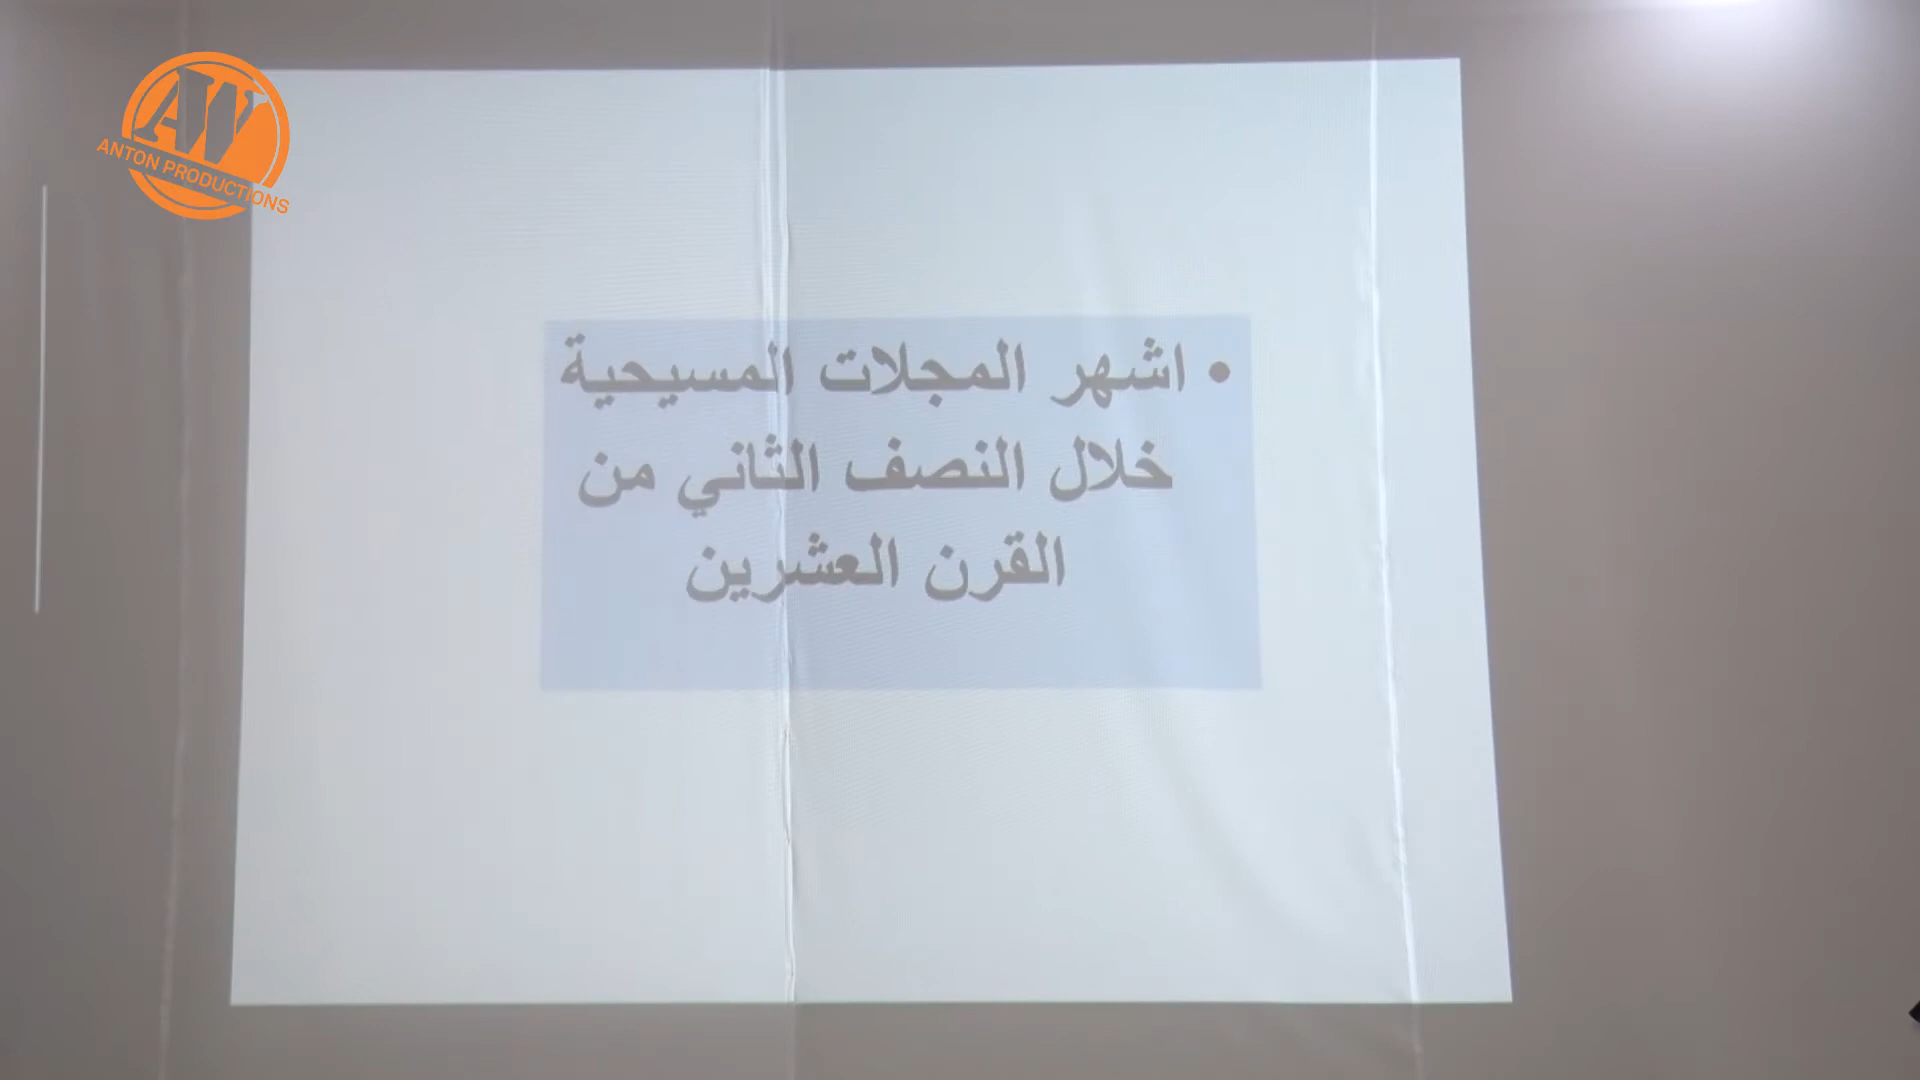 AW
ANTON PRODUCTIONS
• اشهر المجلات المسيحية
خلال النصف الثاني من
القرن العشرين